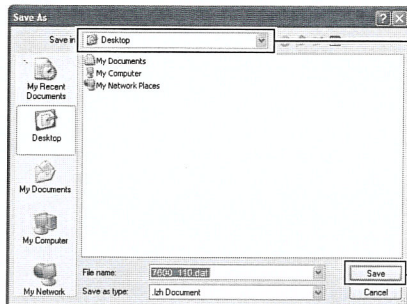 Save As
Save in
Desktop
My Documents
My Computer
My Network Places
My Recent
Documents
Desktop
My Documents
My Computer
My Network
File name:
7600_110.dat
Save
Save as type:
.lzh Document
Cancel